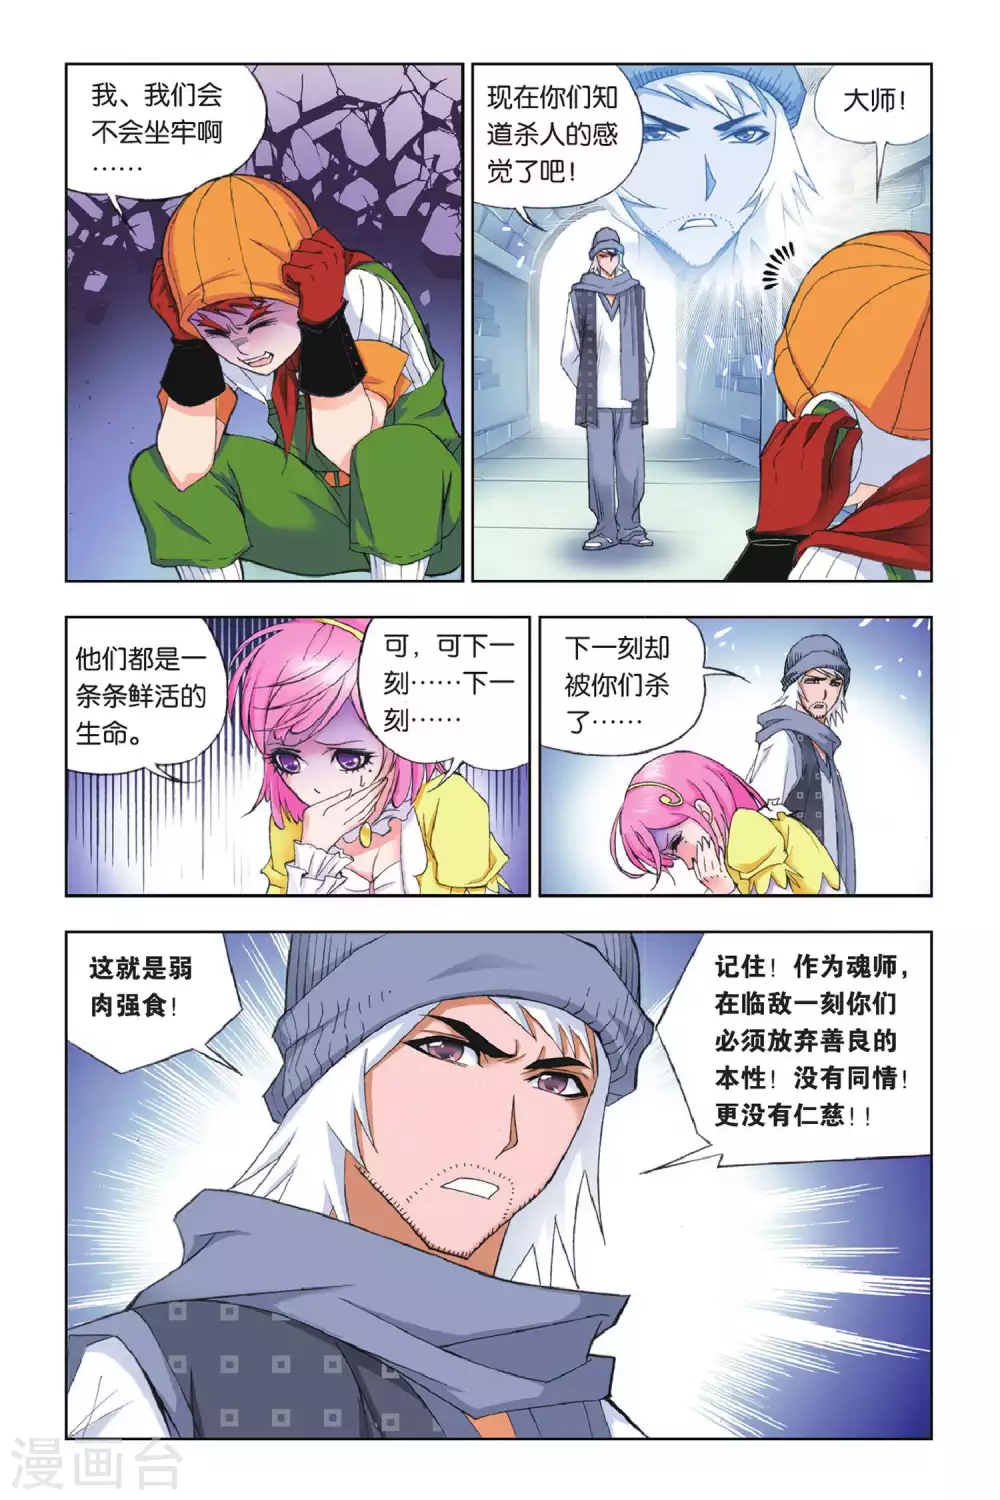 我、我们会
不会坐牢啊
……
现在你们知
道杀人的感
觉了吧！
大师！
他们都是一
条条鲜活的
生命。
可，可下一
刻……下一
刻……
下一刻却
被你们杀
了……
这就是弱
肉强食！
记住！作为魂师，
在临敌一刻你们
必须放弃善良的
本性！没有同情！
更没有仁慈！！
漫画台